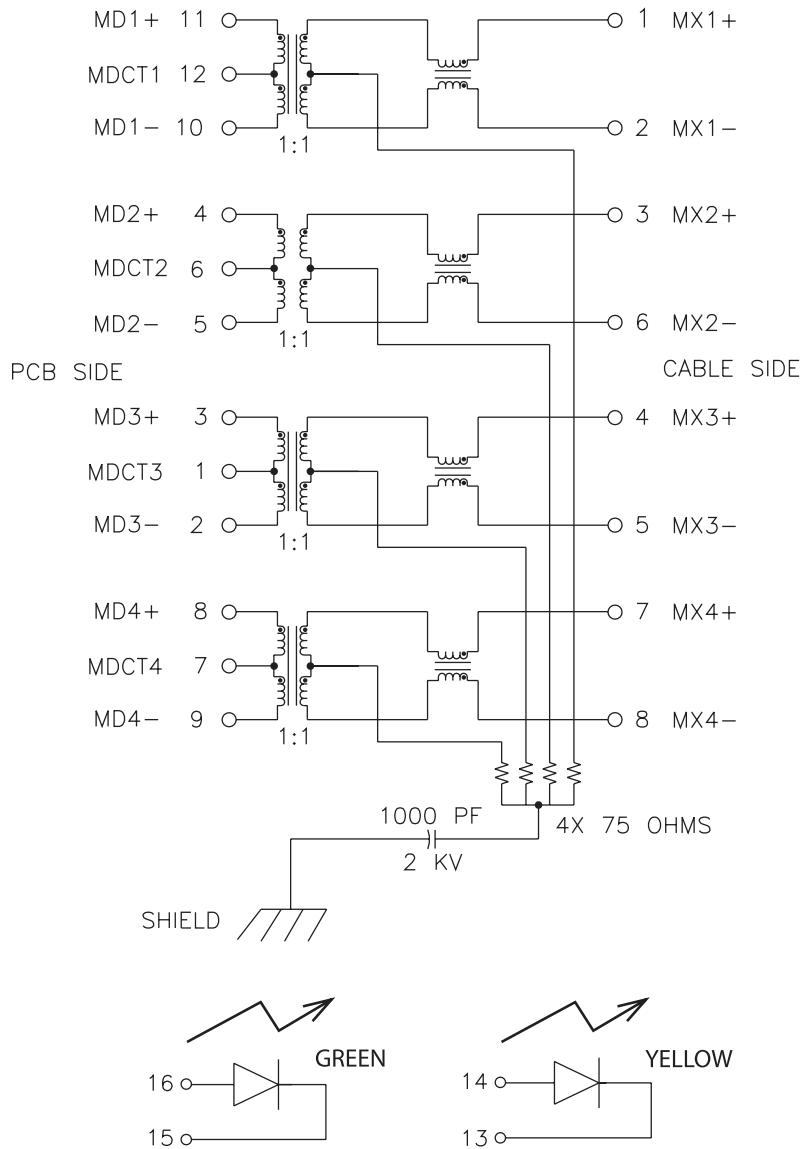 MD1+ 11 1 MX1+
MDCT1 12
MD1- 10 2 MX1-
1:1
MD2+ 4 3 MX2+
MDCT2 6
MD2- 5 6 MX2-
1:1
PCB SIDE CABLE SIDE
MD3+ 3 4 MX3+
MDCT3 1
MD3- 2 5 MX3-
1:1
MD4+ 8 7 MX4+
MDCT4 7
MD4- 9 8 MX4-
1:1
1000 PF
4X 75 OHMS
2 KV
SHIELD
GREEN YELLOW
16 14
15 13